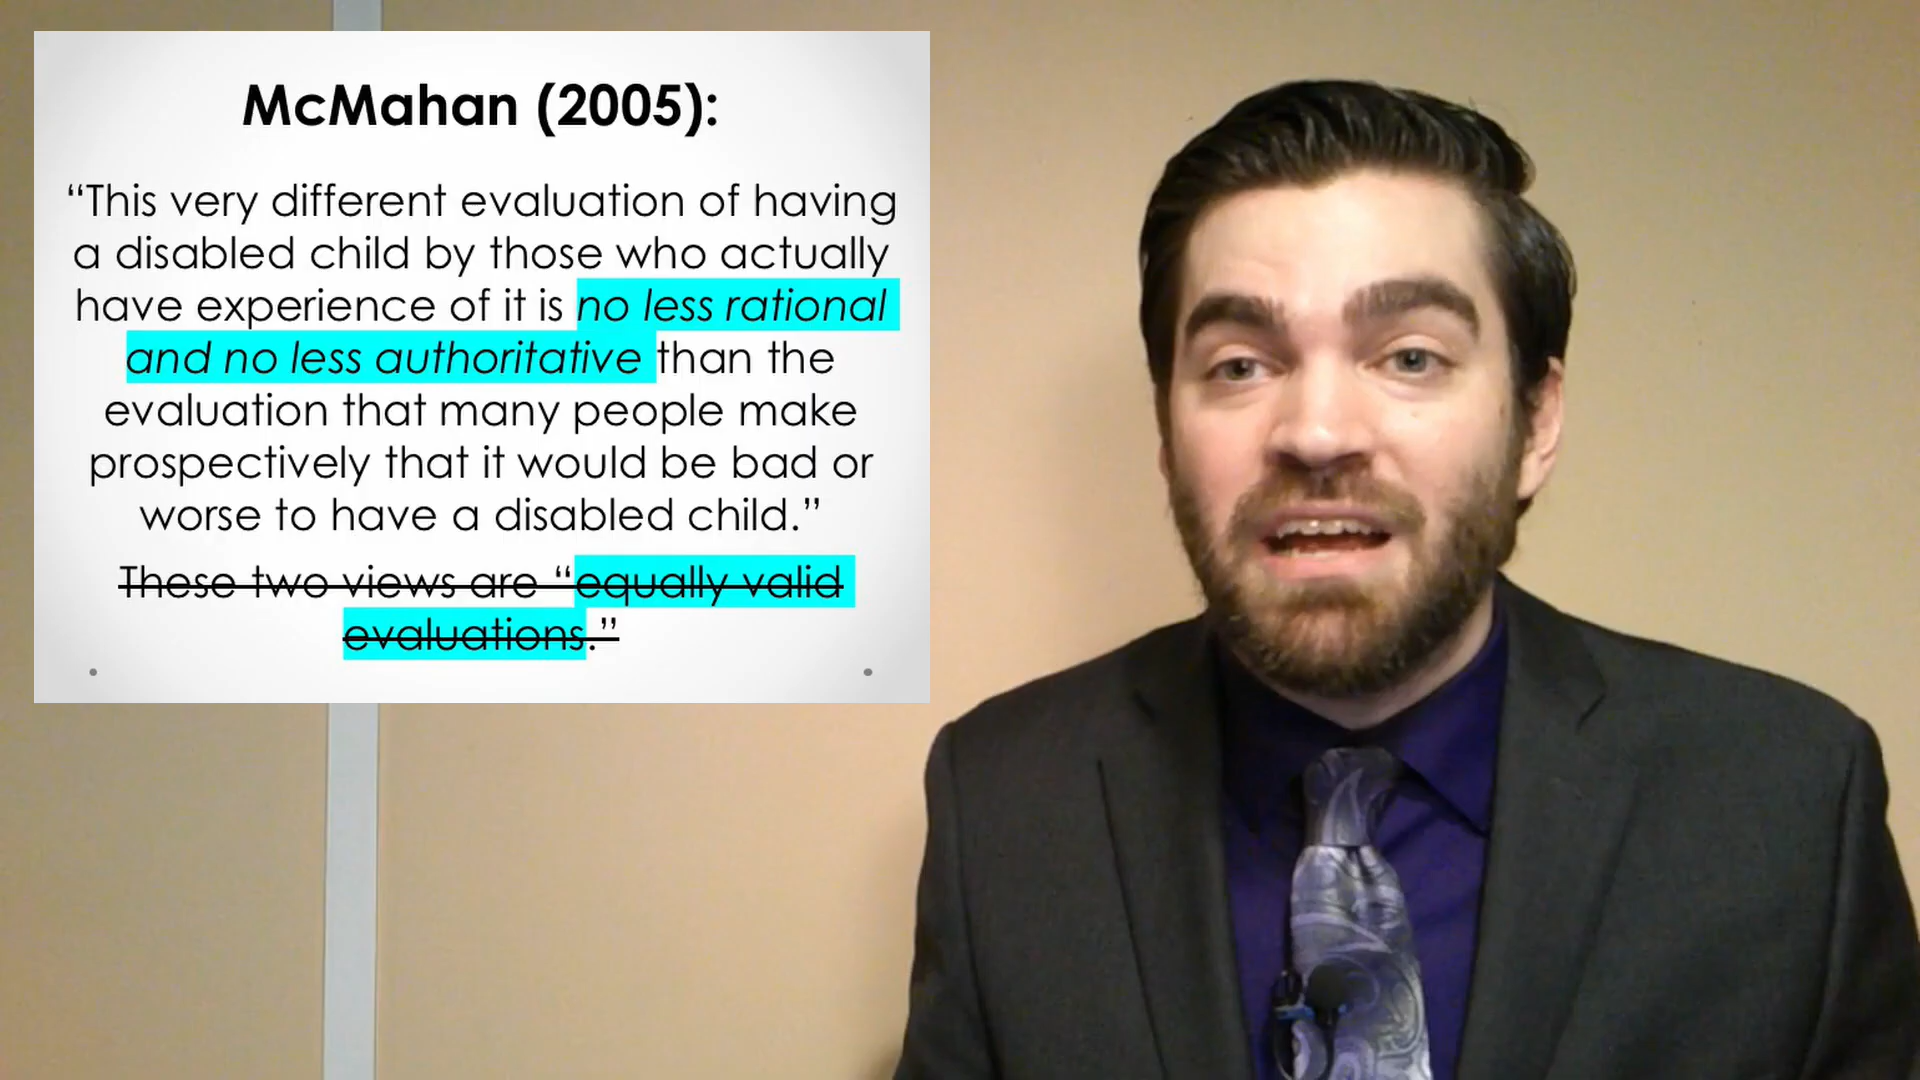 McMahan (2005):
“This very different evaluation of having
a disabled child by those who actually
have experience of it is no less rational
and no less authoritative than the
evaluation that many people make
prospectively that it would be bad or
worse to have a disabled child.”
These two views are “equally valid
evaluations.”